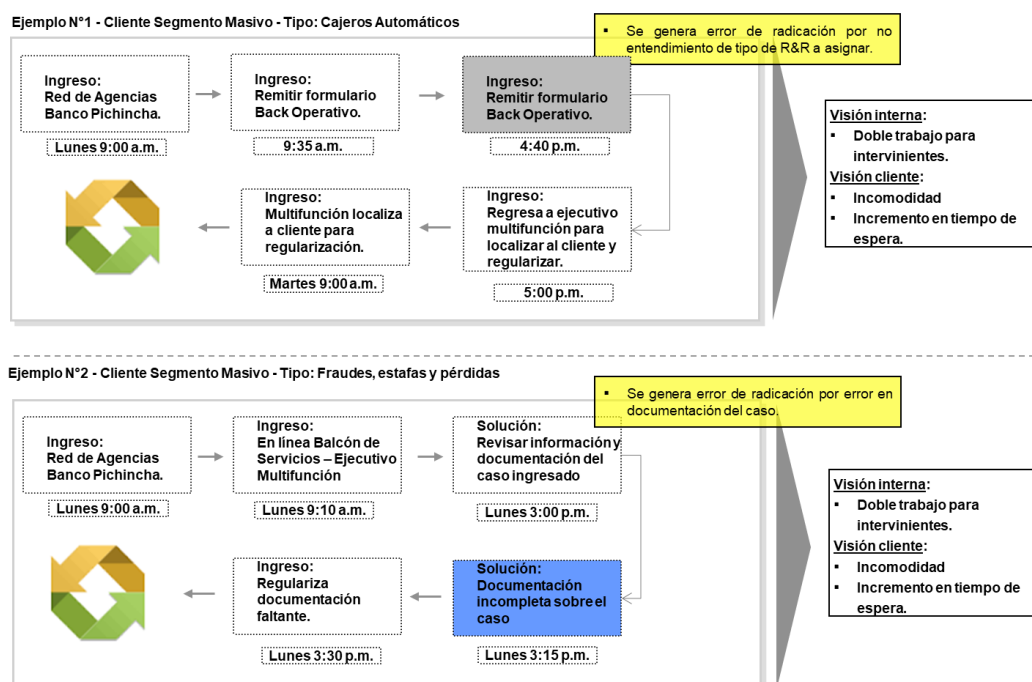 Ejemplo N°1 - Cliente Segmento Masivo - Tipo: Cajeros Automáticos
▪ Se genera error de radicación por no
entendimiento de tipo de R&R a asignar.
Ingreso:
Red de Agencias
Banco Pichincha.
Lunes 9:00 a.m.
Ingreso:
Remitir formulario
Back Operativo.
9:35 a.m.
Ingreso:
Remitir formulario
Back Operativo.
4:40 p.m.
Ingreso:
Regresa a ejecutivo
multifunción para
localizar al cliente y
regularizar.
5:00 p.m.
Ingreso:
Multifunción localiza
a cliente para
regularización.
Martes 9:00 a.m.
Visión interna:
▪ Doble trabajo para
intervinientes.
Visión cliente:
▪ Incomodidad
▪ Incremento en tiempo de
espera.
Ejemplo N°2 - Cliente Segmento Masivo - Tipo: Fraudes, estafas y pérdidas
▪ Se genera error de radicación por error en
documentación del caso.
Ingreso:
Red de Agencias
Banco Pichincha.
Lunes 9:00 a.m.
Ingreso:
En línea Balcón de
Servicios – Ejecutivo
Multifunción
Lunes 9:10 a.m.
Solución:
Revisar información y
documentación del
caso ingresado
Lunes 3:00 p.m.
Solución:
Documentación
incompleta sobre el
caso
Lunes 3:15 p.m.
Ingreso:
Regulariza
documentación
faltante.
Lunes 3:30 p.m.
Visión interna:
▪ Doble trabajo para
intervinientes.
Visión cliente:
▪ Incomodidad
▪ Incremento en tiempo de
espera.